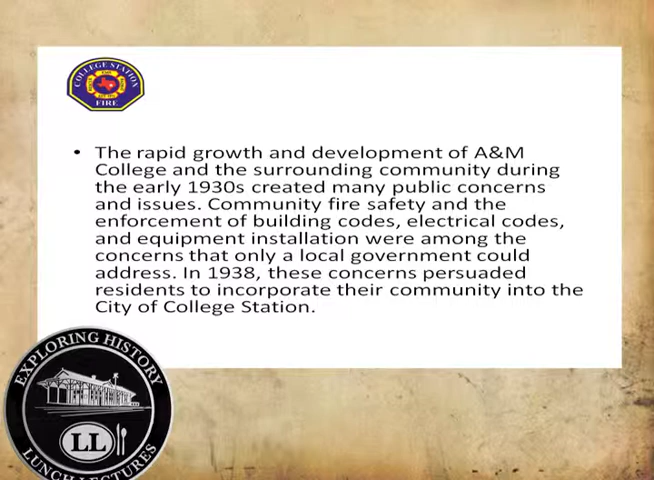 COLLEGE STATION
FIRE
• The rapid growth and development of A&M
College and the surrounding community during
the early 1930s created many public concerns
and issues. Community fire safety and the
enforcement of building codes, electrical codes,
and equipment installation were among the
concerns that only a local government could
address. In 1938, these concerns persuaded
residents to incorporate their community into the
City of College Station.
EXPLORING HISTORY
LL
LUNCH LECTURES